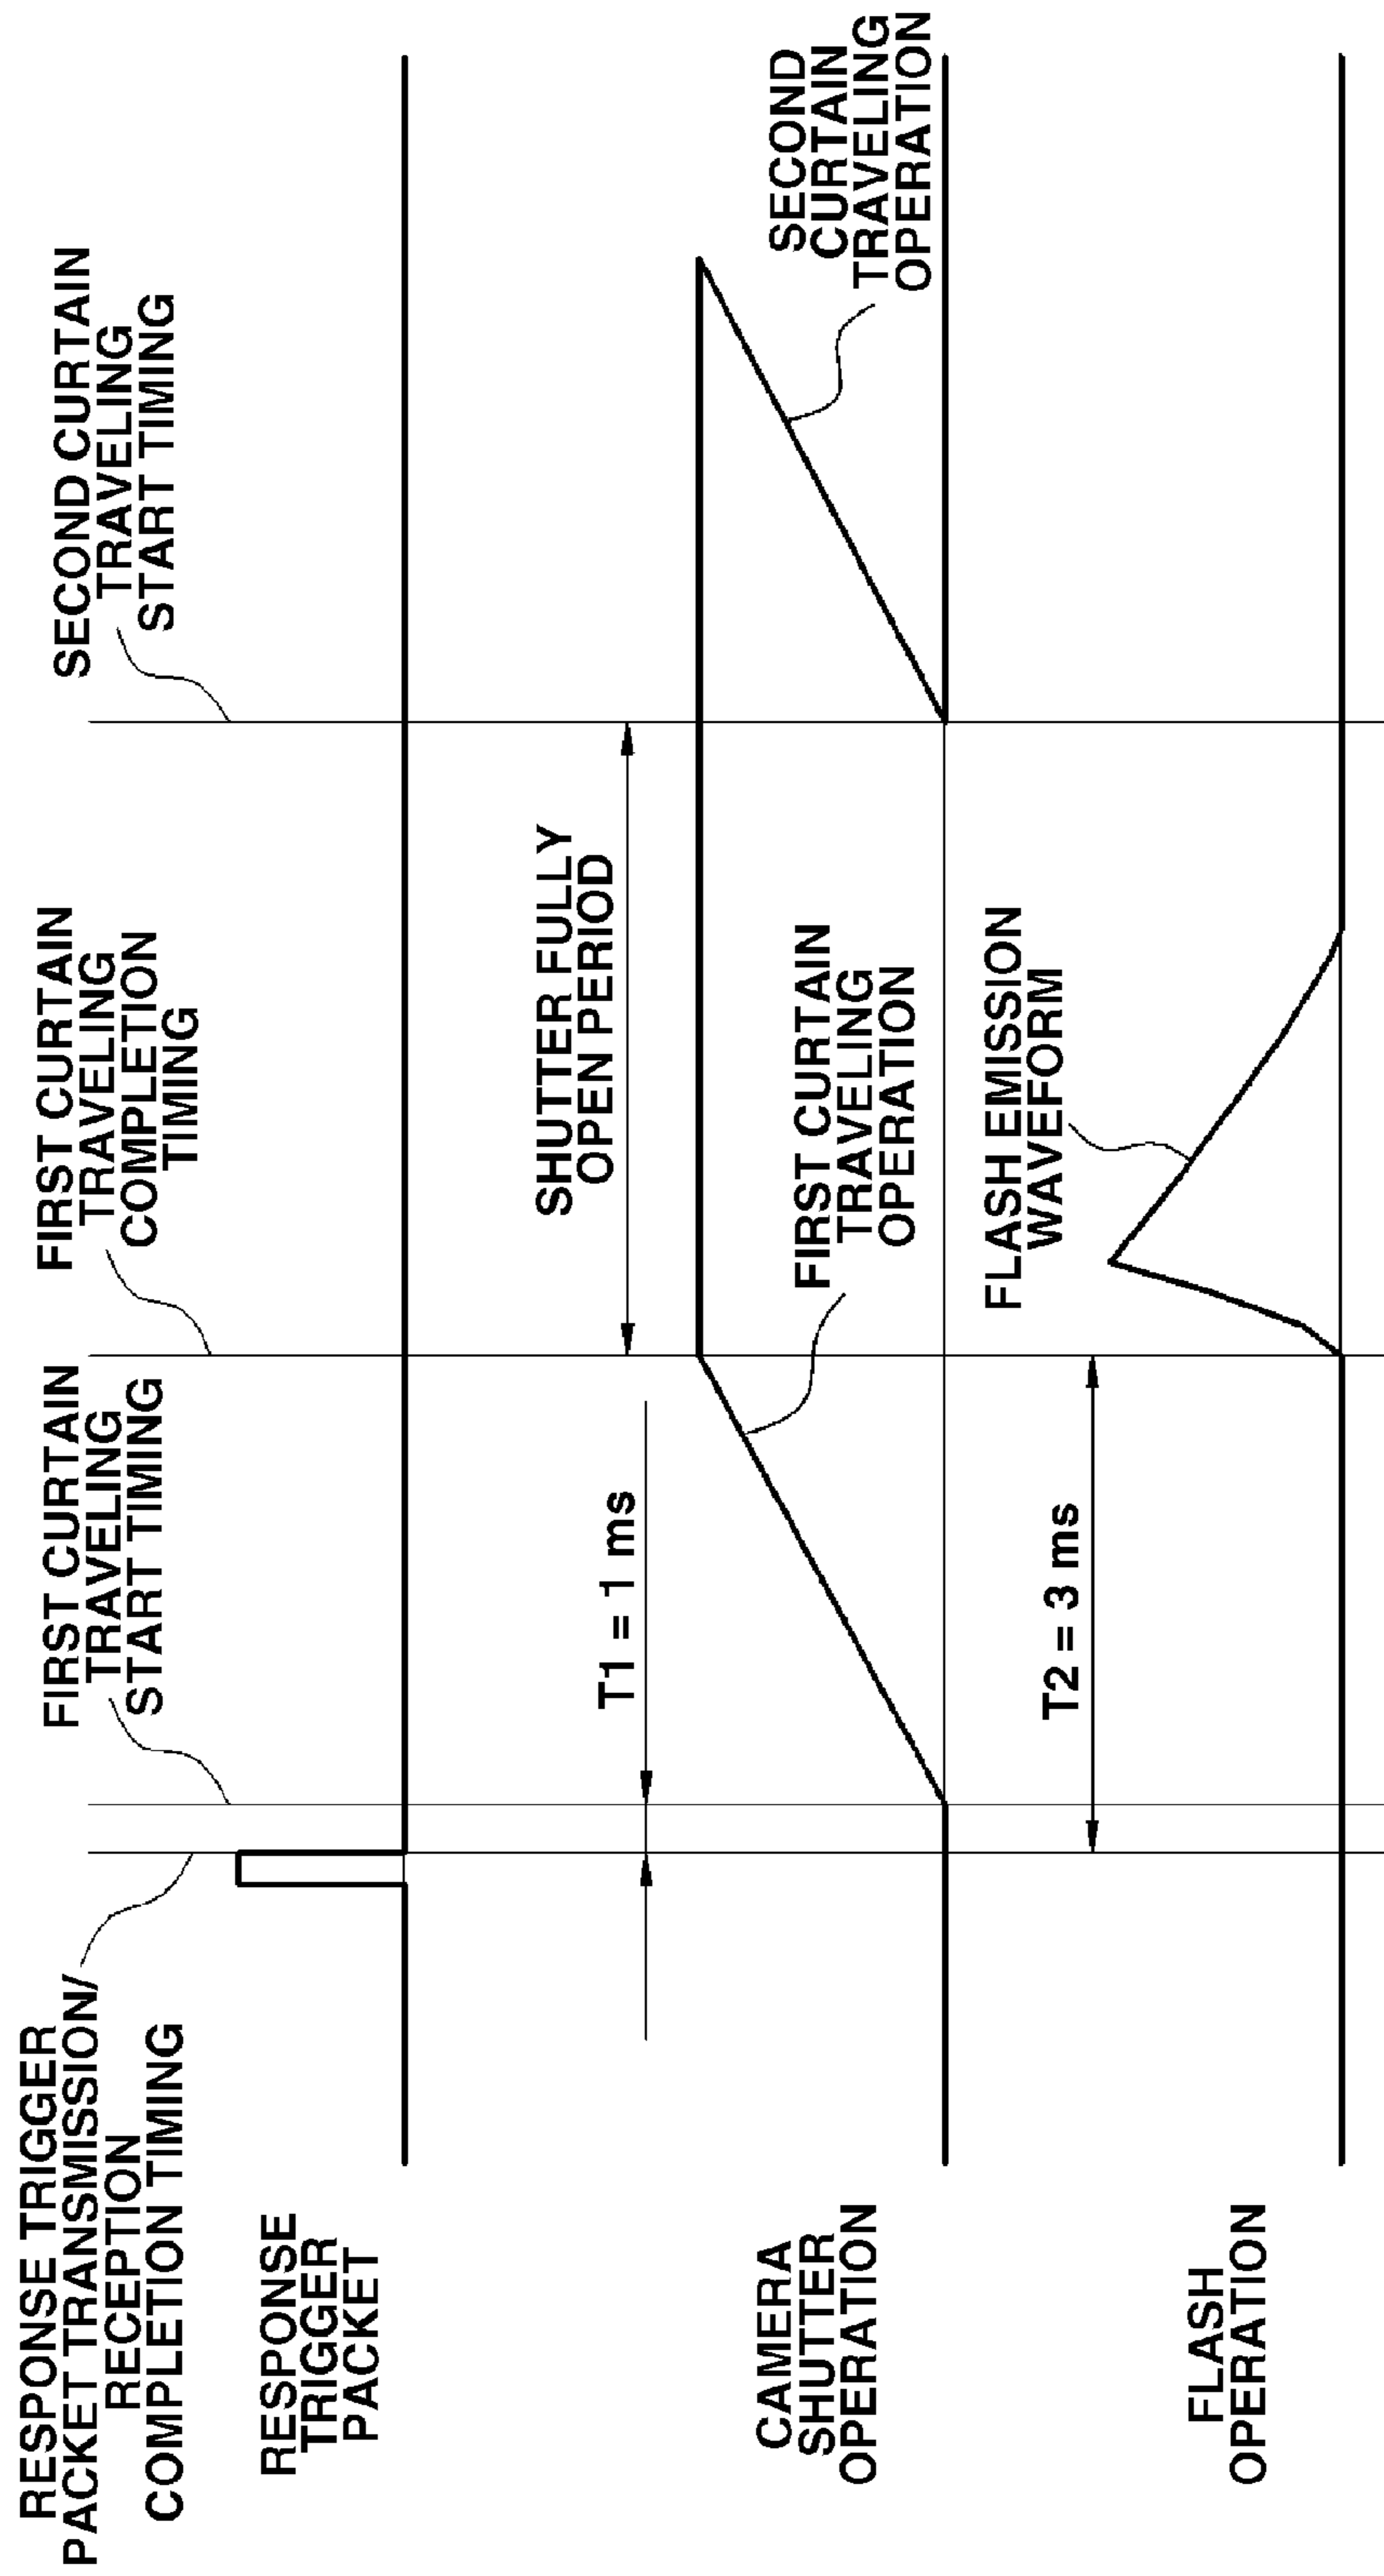 RESPONSE TRIGGER
PACKET TRANSMISSION/
RECEPTION
COMPLETION TIMING
FIRST CURTAIN
TRAVELING
START TIMING
FIRST CURTAIN
TRAVELING
COMPLETION
TIMING
SECOND CURTAIN
TRAVELING
START TIMING
RESPONSE
TRIGGER
PACKET
SHUTTER FULLY
OPEN PERIOD
T1 = 1 ms
CAMERA
SHUTTER
OPERATION
FIRST CURTAIN
TRAVELING
OPERATION
SECOND
CURTAIN
TRAVELING
OPERATION
T2 = 3 ms
FLASH EMISSION
WAVEFORM
FLASH
OPERATION